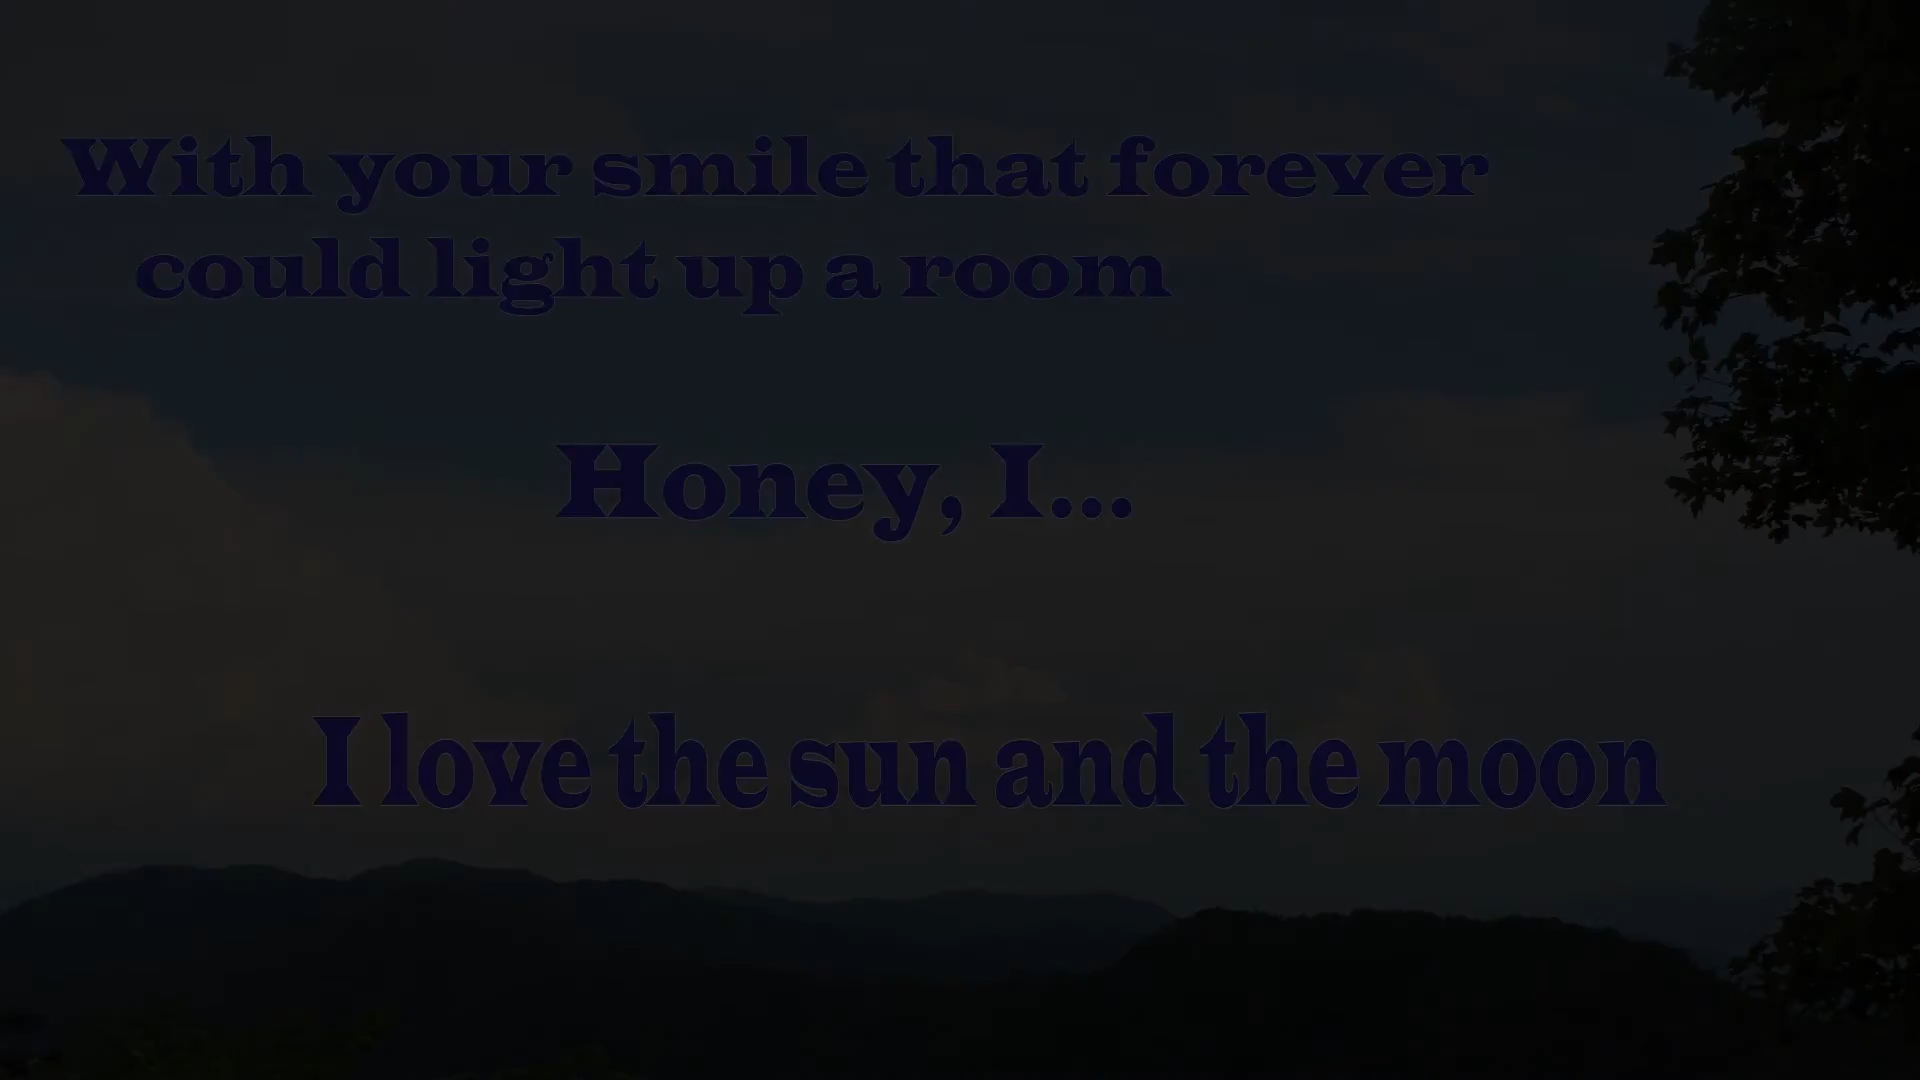 With your smile that forever
could light up a room
Honey, I...
I love the sun and the moon